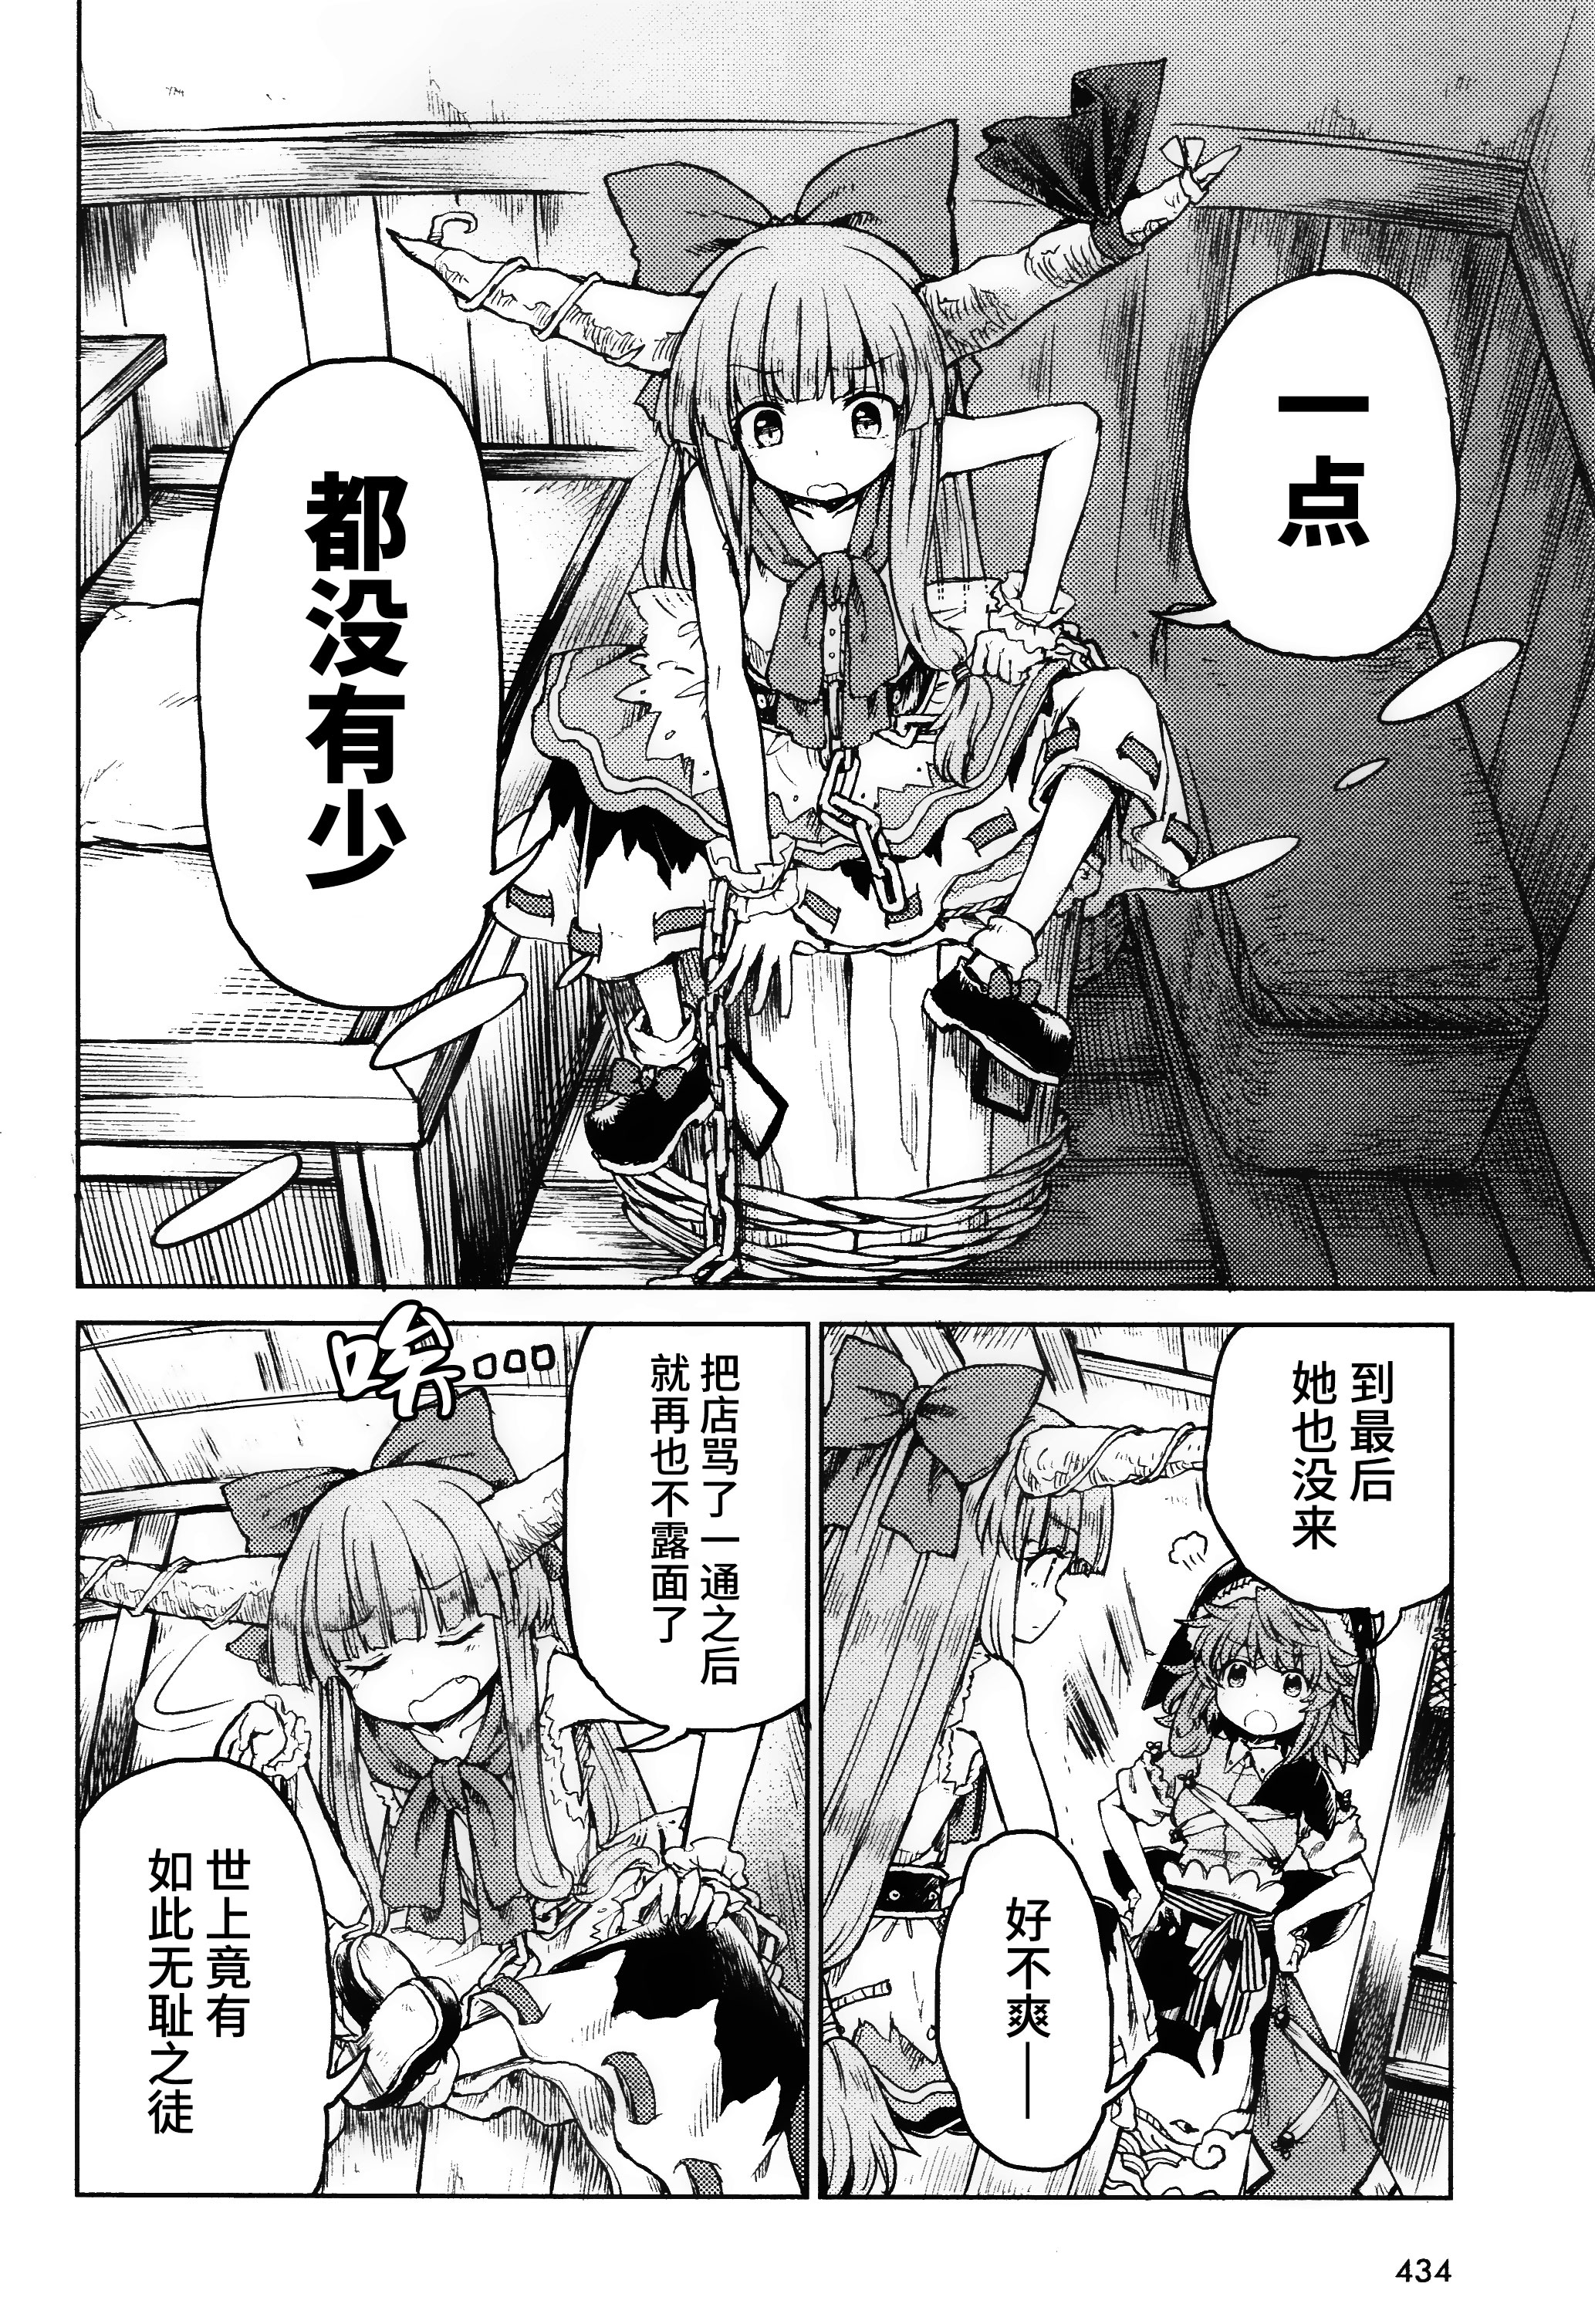 一点
都没有少
到最后
她也没来
好不爽——
把店骂了一通之后
就再也不露面了
唉...
世上竟有
如此无耻之徒
434